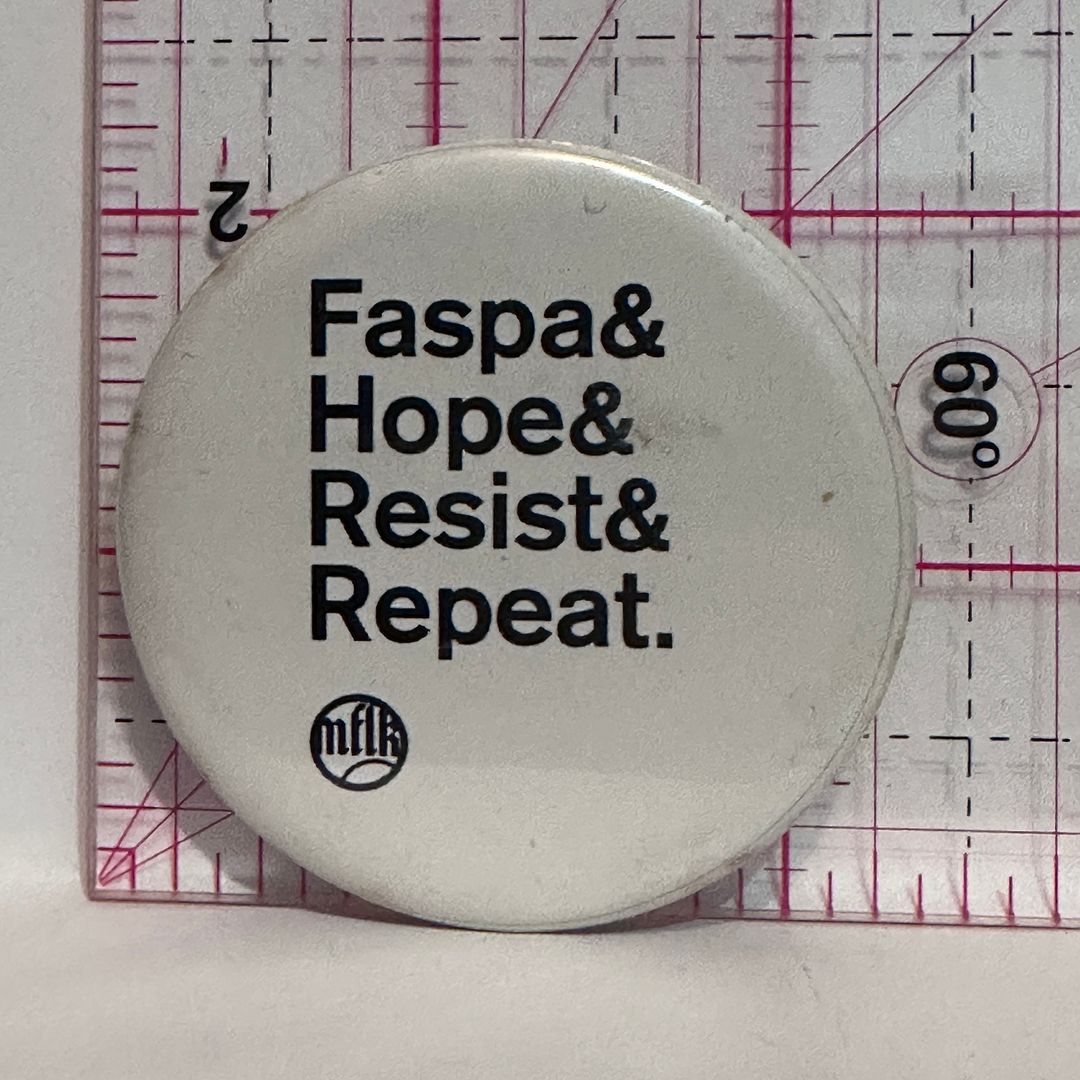 2
Faspa&
Hope&
Resist&
Repeat.
mflk
60°